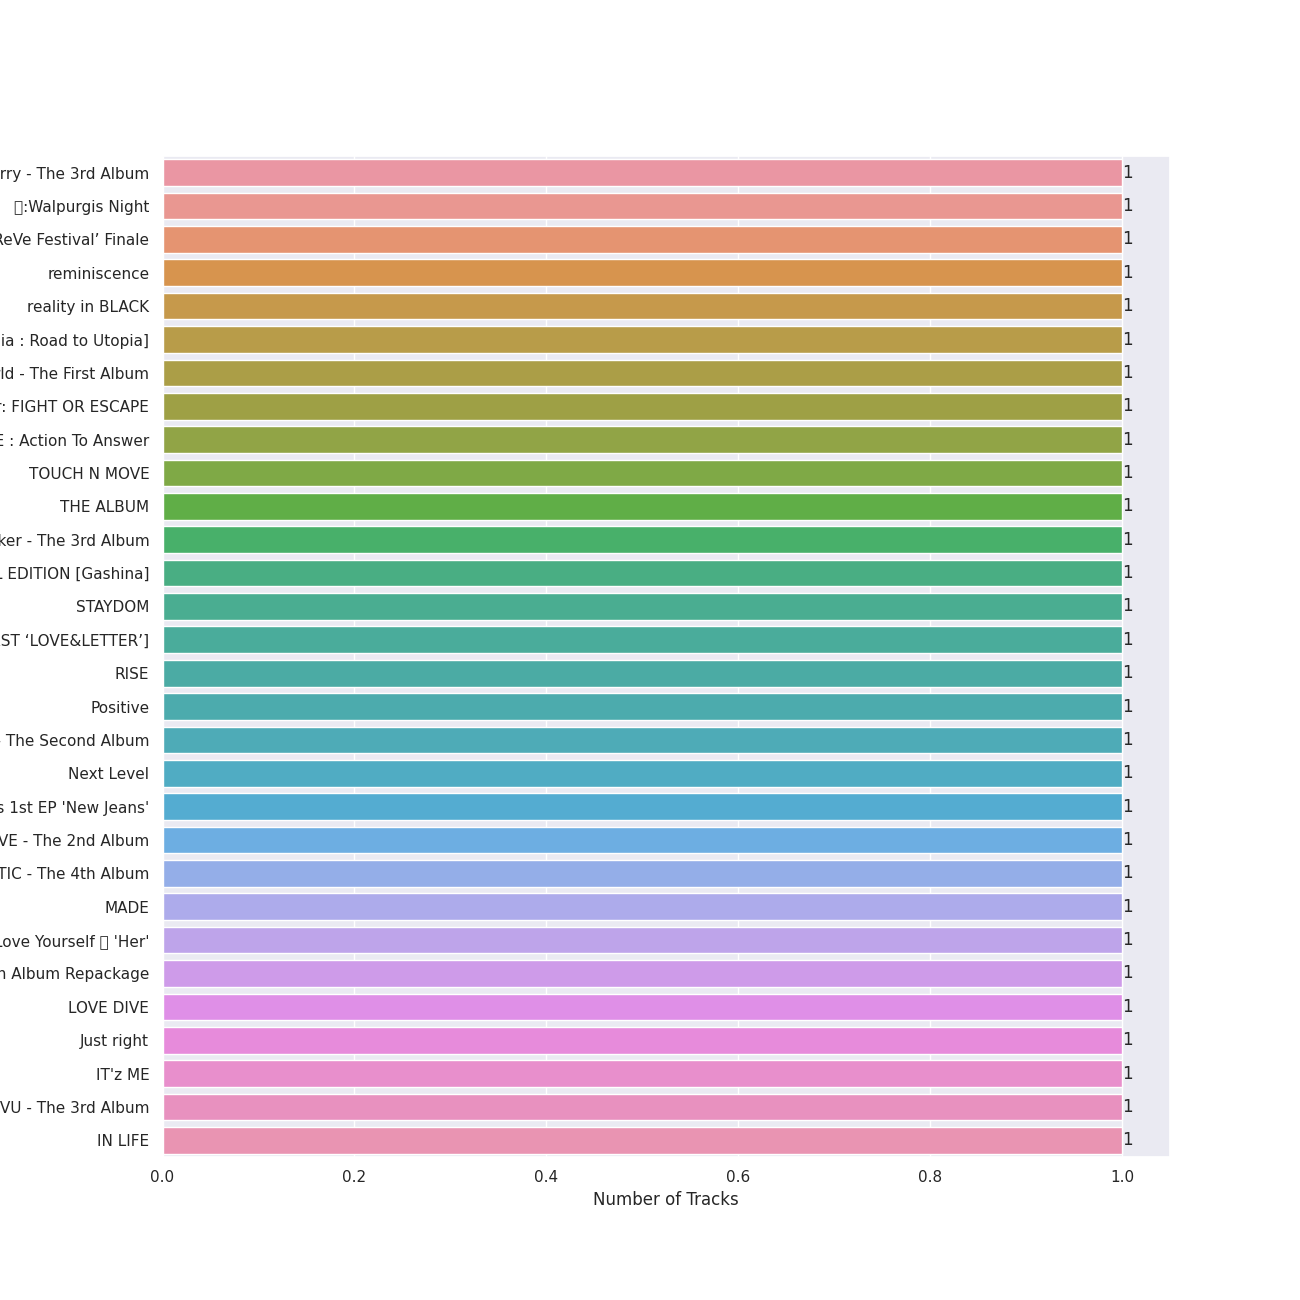 rry - The 3rd Album 1
:Walpurgis Night 1
ReVe Festival’ Finale 1
reminiscence 1
reality in BLACK 1
ia : Road to Utopia] 1
ld - The First Album 1
r: FIGHT OR ESCAPE 1
E : Action To Answer 1
TOUCH N MOVE 1
THE ALBUM 1
ker - The 3rd Album 1
L EDITION [Gashina] 1
STAYDOM 1
ST ‘LOVE&LETTER’] 1
RISE 1
Positive 1
The Second Album 1
Next Level 1
s 1st EP 'New Jeans' 1
VE - The 2nd Album 1
TIC - The 4th Album 1
MADE 1
Love Yourself 'Her' 1
h Album Repackage 1
LOVE DIVE 1
Just right 1
IT'z ME 1
VU - The 3rd Album 1
IN LIFE 1
0.0 0.2 0.4 0.6 0.8 1.0
Number of Tracks